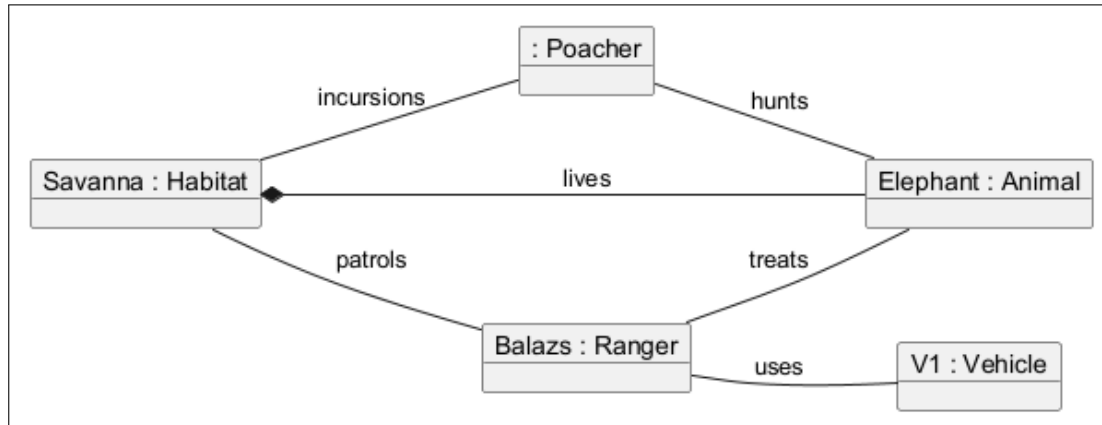 : Poacher
incursions
hunts
Savanna : Habitat
lives
Elephant : Animal
patrols
treats
Balazs : Ranger
uses
V1 : Vehicle